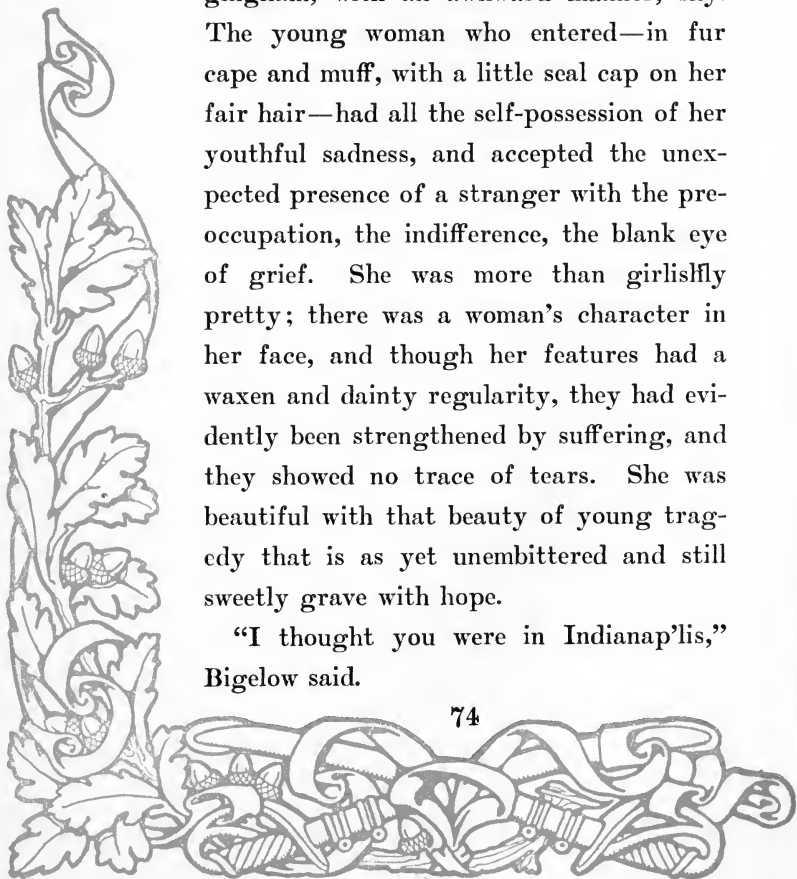 The young woman who entered—in fur
cape and muff, with a little seal cap on her
fair hair—had all the self-possession of her
youthful sadness, and accepted the unex-
pected presence of a stranger with the pre-
occupation, the indifference, the blank eye
of grief. She was more than girlishly
pretty; there was a woman's character in
her face, and though her features had a
waxen and dainty regularity, they had evi-
dently been strengthened by suffering, and
they showed no trace of tears. She was
beautiful with that beauty of young trag-
edy that is as yet unembittered and still
sweetly grave with hope.
“I thought you were in Indianap'lis,”
Bigelow said.
74